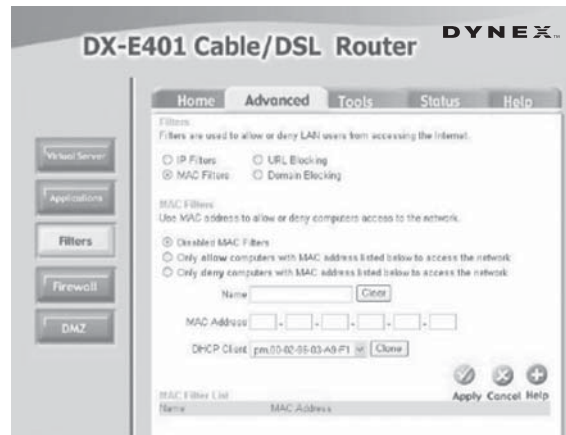 DYNEX™
DX-E401 Cable/DSL Router
Home Advanced Tools Status Help
Filters
Filters are used to allow or deny LAN users from accessing the Internet.
IP Filters URL Blocking
MAC Filters Domain Blocking
MAC Filters
Use MAC address to allow or deny computers access to the network.
Disabled MAC Filters
Only allow computers with MAC address listed below to access the network
Only deny computers with MAC address listed below to access the network
Name Clear
MAC Address - - - - -
DHCP Client Clone
Apply Cancel Help
MAC Filter List
Name MAC Address
Virtual Server
Applications
Filters
Firewall
DMZ